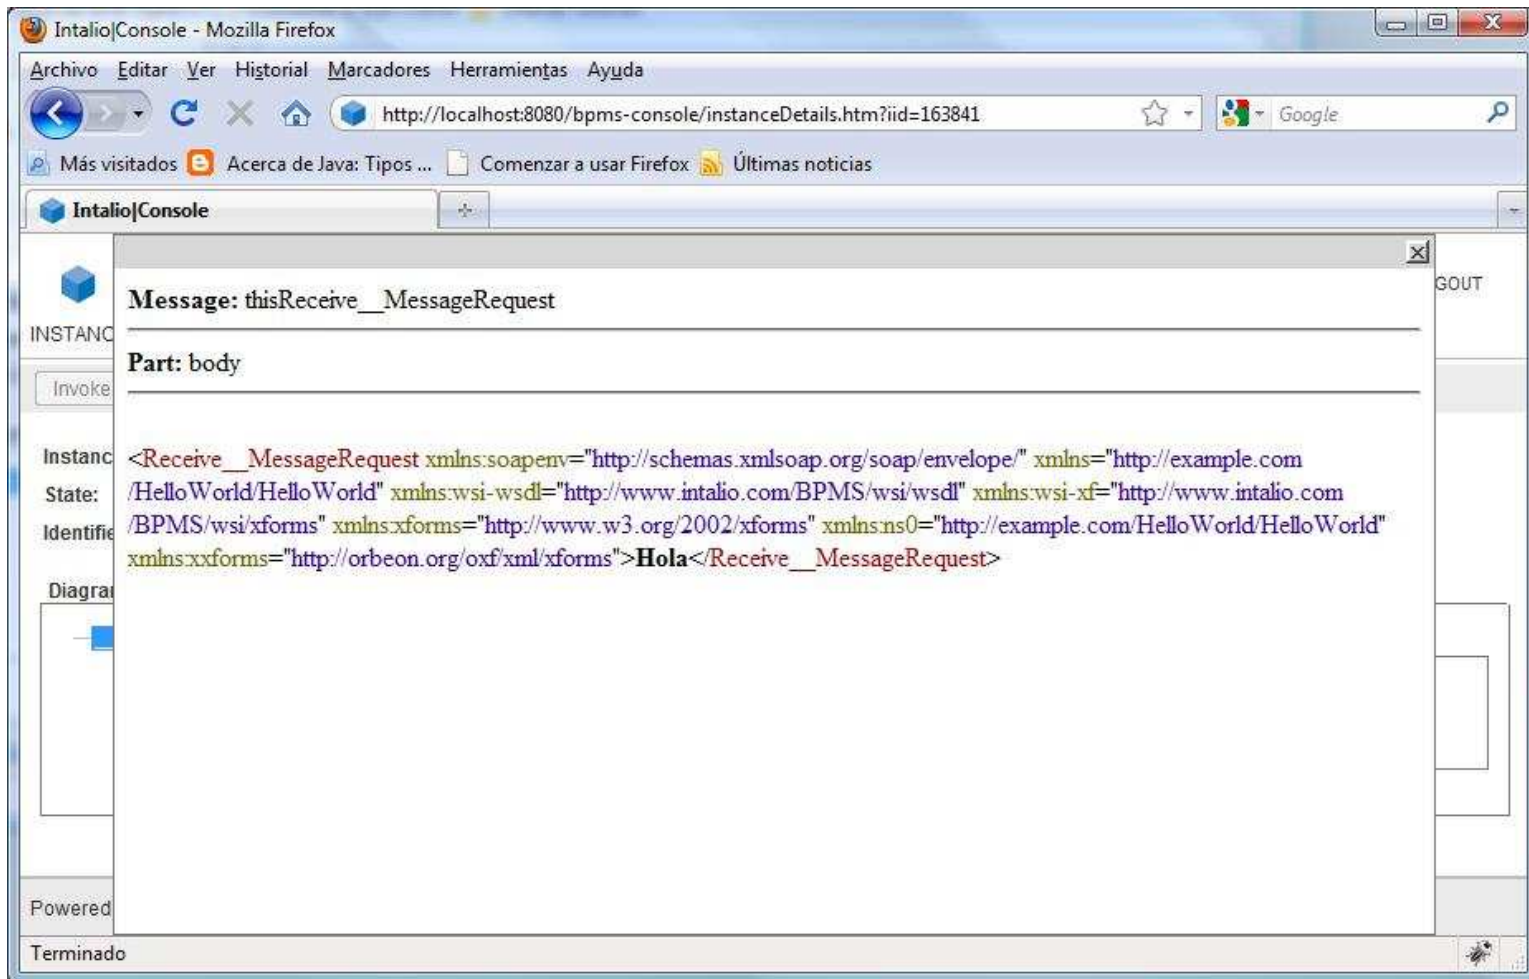 Intalio|Console - Mozilla Firefox
Archivo Editar Ver Historial Marcadores Herramientas Ayuda
http://localhost:8080/bpms-console/instanceDetails.htm?iid=163841
Google
Más visitados Acerca de Java: Tipos ... Comenzar a usar Firefox Últimas noticias
Intalio|Console
GOUT
Message: thisReceive__MessageRequest
INSTANC
Part: body
Invoke
Instanc
<Receive__MessageRequest xmlns:soapenv="http://schemas.xmlsoap.org/soap/envelope/" xmlns="http://example.com
State:
/HelloWorld/HelloWorld" xmlns:wsi-wsdl="http://www.intalio.com/BPMS/wsi/wsdl" xmlns:wsi-xf="http://www.intalio.com
Identifie
/BPMS/wsi/xforms" xmlns:xforms="http://www.w3.org/2002/xforms" xmlns:ns0="http://example.com/HelloWorld/HelloWorld"
xmlns:xxforms="http://orbeon.org/oxf/xml/xforms">Hola</Receive__MessageRequest>
Diagra
Powered
Terminado